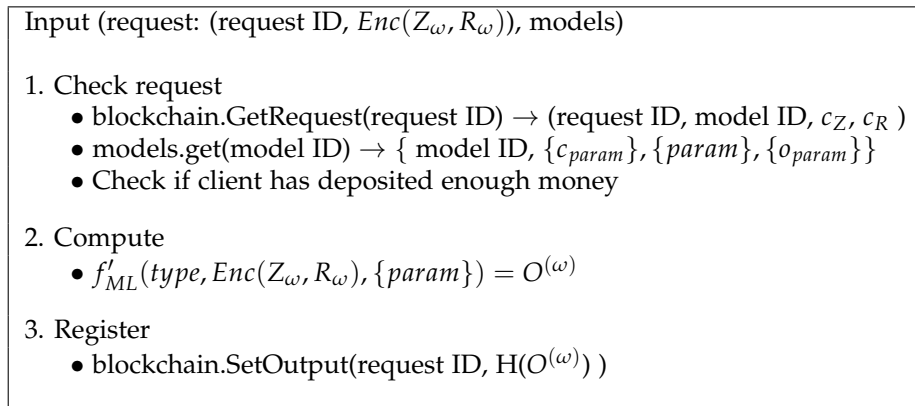 Input (request: (request ID, Enc(Z_ω, R_ω)), models)
1. Check request
• blockchain.GetRequest(request ID) → (request ID, model ID, c_Z, c_R )
• models.get(model ID) → { model ID, {c_param}, {param}, {o_param}}
• Check if client has deposited enough money
2. Compute
• f′_ML(type, Enc(Z_ω, R_ω), {param}) = O^(ω)
3. Register
• blockchain.SetOutput(request ID, H(O^(ω)) )